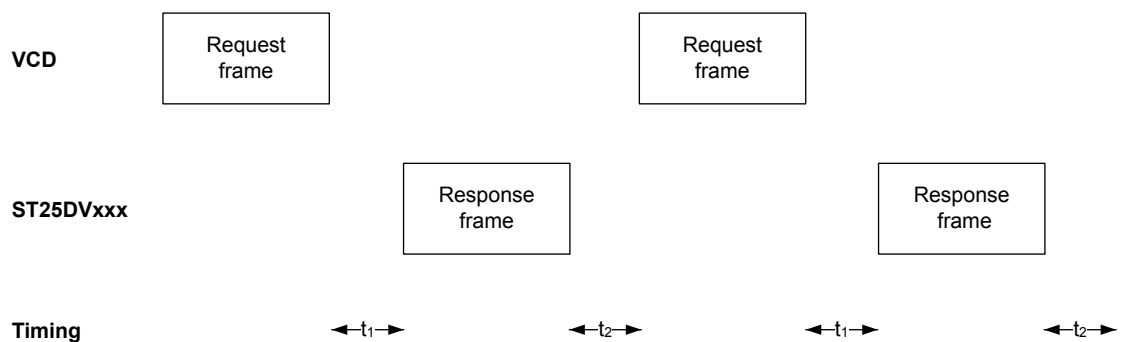 VCD
Request
frame
Request
frame
ST25DVxxx
Response
frame
Response
frame
Timing
t1
t2
t1
t2